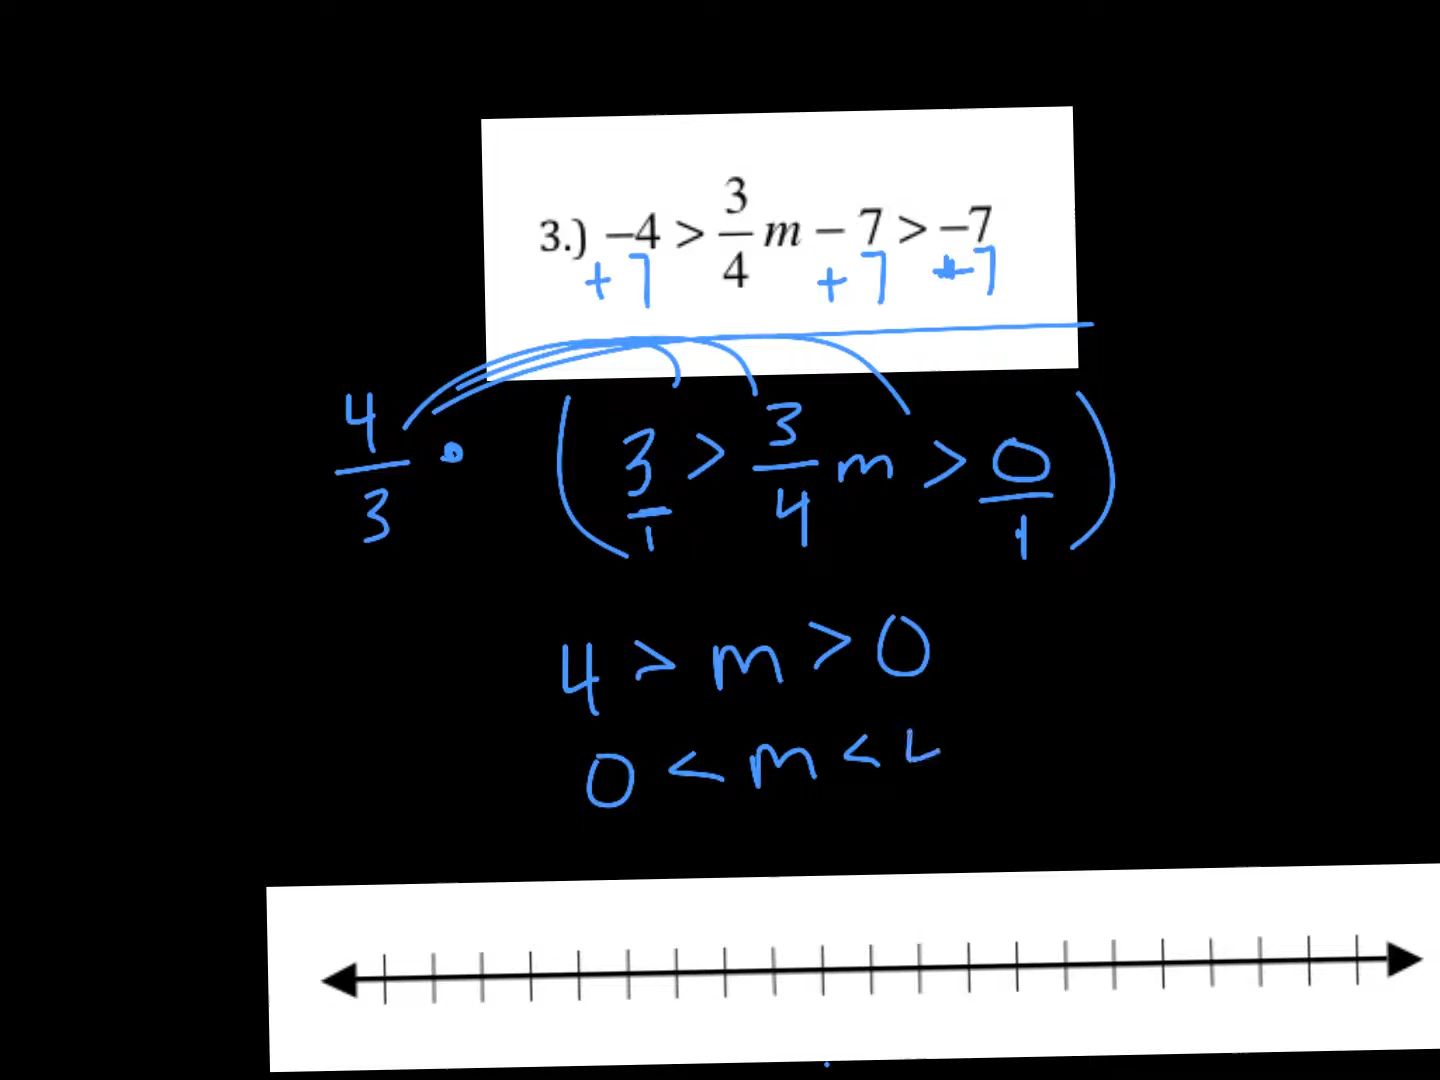 3.) −4 > 3/4 m − 7 > −7
+7 +7 +7
4/3 • ( 3/1 > 3/4 m > 0/1 )
4 > m > 0
0 < m <